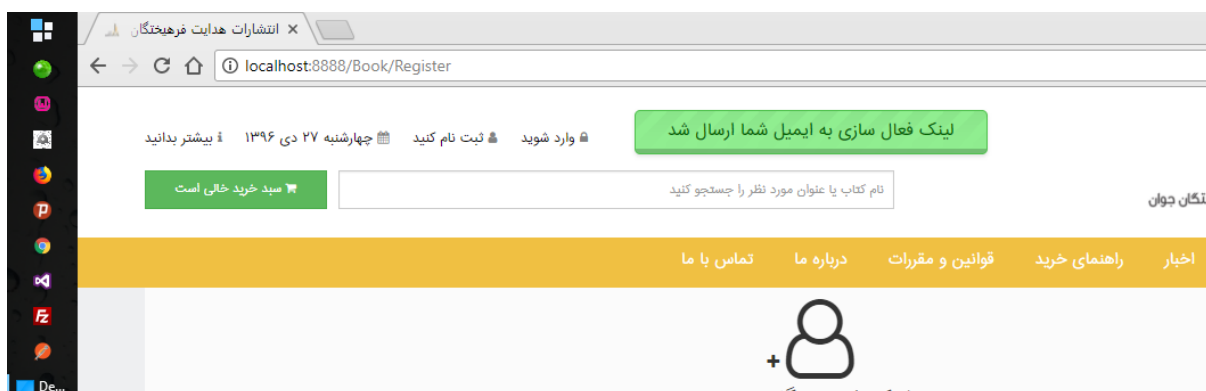 انتشارات هدایت فرهیختگان
localhost:8888/Book/Register
لینک فعال سازی به ایمیل شما ارسال شد
وارد شوید
ثبت نام کنید
چهارشنبه ۲۷ دی ۱۳۹۶
بیشتر بدانید
نام کتاب یا عنوان مورد نظر را جستجو کنید
سبد خرید خالی است
جوان
اخبار
راهنمای خرید
قوانین و مقررات
درباره ما
تماس با ما
De...